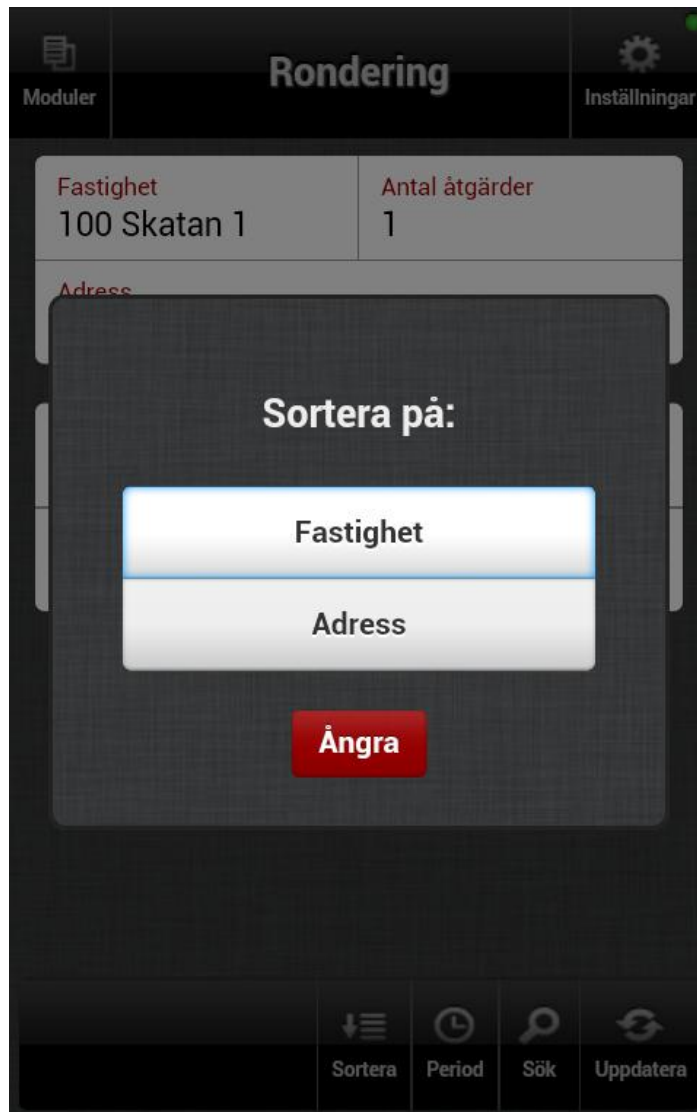 Moduler
Rondering
Inställningar
Fastighet
100 Skatan 1
Antal åtgärder
1
Adress
Sortera på:
Fastighet
Adress
Ångra
Sortera
Period
Sök
Uppdatera